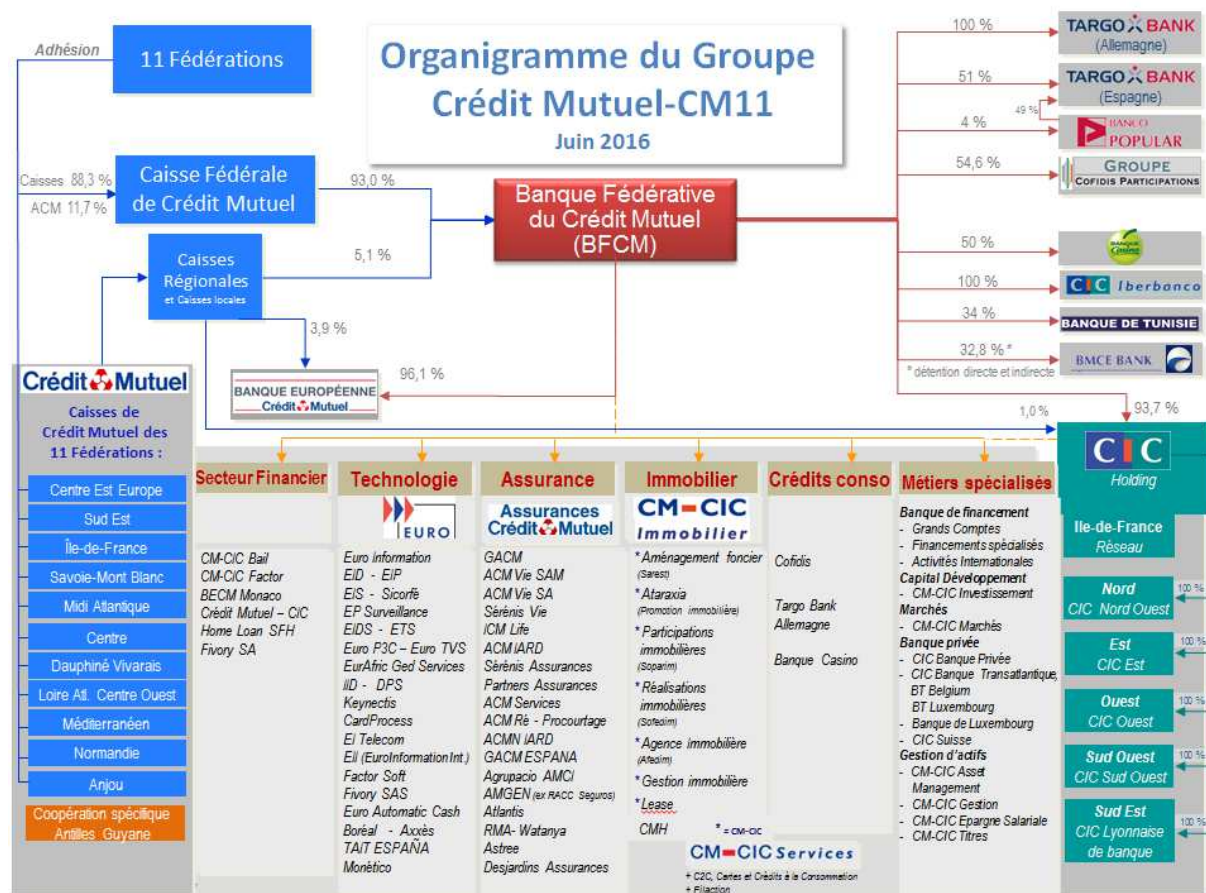 Organigramme du Groupe
Crédit Mutuel-CM11
Juin 2016
Adhésion
11 Fédérations
Caisses 88,3 %
ACM 11,7 %
Caisse Fédérale
de Crédit Mutuel
93,0 %
Caisses
Régionales
et Caisses locales
5,1 %
3,9 %
Banque Fédérative
du Crédit Mutuel
(BFCM)
96,1 %
BANQUE EUROPÉENNE
Crédit Mutuel
100 %
TARGO BANK
(Allemagne)
51 %
TARGO BANK
(Espagne)
49 %
4 %
BANCO
POPULAR
54,6 %
GROUPE
COFIDIS PARTICIPATIONS
50 %
BANQUE
Casino
100 %
CIC Iberbanco
34 %
BANQUE DE TUNISIE
32,8 % *
* détention directe et indirecte
BMCE BANK
1,0 %
93,7 %
Crédit Mutuel
Caisses de
Crédit Mutuel des
11 Fédérations :
Centre Est Europe
Sud Est
Île-de-France
Savoie-Mont Blanc
Midi Atlantique
Centre
Dauphiné Vivarais
Loire Atl. Centre Ouest
Méditerranéen
Normandie
Anjou
Coopération spécifique
Antilles Guyane
Secteur Financier
CM-CIC Bail
CM-CIC Factor
BECM Monaco
Crédit Mutuel – CIC
Home Loan SFH
Fivory SA
Technologie
EURO
Euro Information
EID - EIP
EIS - Sicorfé
EP Surveillance
EIDS - ETS
Euro P3C – Euro TVS
EurAfric Ged Services
IID - DPS
Keynectis
CardProcess
EI Telecom
EII (EuroInformation Int.)
Factor Soft
Fivory SAS
Euro Automatic Cash
Boréal - Axxès
TAIT ESPAÑA
Monético
Assurance
Assurances
Crédit Mutuel
GACM
ACM Vie SAM
ACM Vie SA
Sérénis Vie
ICM Life
ACM IARD
Sérénis Assurances
Partners Assurances
ACM Services
ACM Ré - Procourtage
ACMN IARD
GACM ESPANA
Agrupacio AMCI
AMGEN (ex RACC Seguros)
Atlantis
RMA- Watanya
Astree
Desjardins Assurances
Immobilier
CM-CIC
Immobilier
* Aménagement foncier
(Sarest)
* Ataraxia
(Promotion immobilière)
* Participations
immobilières
(Soparim)
* Réalisations
immobilières
(Sofedim)
* Agence immobilière
(Afedim)
* Gestion immobilière
* Lease
CMH
* = CM-CIC
CM-CIC Services
+ C2C, Cartes et Crédits à la Consommation
+ Filaction
Crédits conso
Cofidis
Targo Bank
Allemagne
Banque Casino
Métiers spécialisés
Banque de financement
- Grands Comptes
- Financements spécialisés
- Activités Internationales
Capital Développement
- CM-CIC Investissement
Marchés
- CM-CIC Marchés
Banque privée
- CIC Banque Privée
- CIC Banque Transatlantique,
BT Belgium
BT Luxembourg
- Banque de Luxembourg
- CIC Suisse
Gestion d'actifs
- CM-CIC Asset
Management
- CM-CIC Gestion
- CM-CIC Epargne Salariale
- CM-CIC Titres
CIC
Holding
Ile-de-France
Réseau
Nord
CIC Nord Ouest
100 %
Est
CIC Est
100 %
Ouest
CIC Ouest
100 %
Sud Ouest
CIC Sud Ouest
100 %
Sud Est
CIC Lyonnaise
de banque
100 %